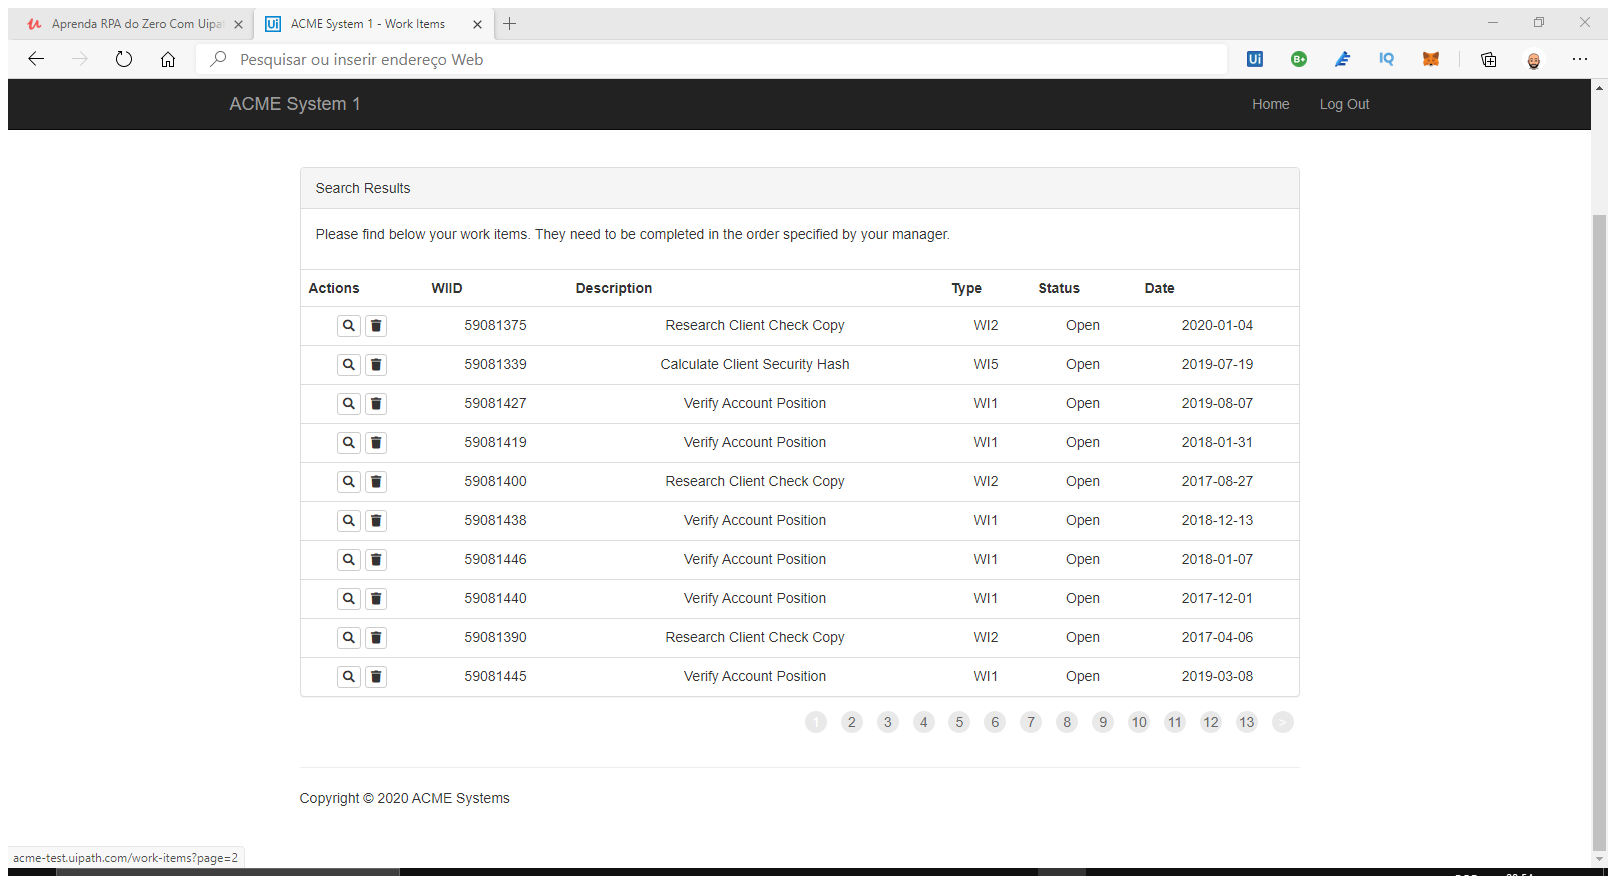 Aprenda RPA do Zero Com Uipa
Ui ACME System 1 - Work Items
Pesquisar ou inserir endereço Web
Ui B+ IQ
ACME System 1 Home Log Out
Search Results
Please find below your work items. They need to be completed in the order specified by your manager.
Actions WIID Description Type Status Date
59081375 Research Client Check Copy WI2 Open 2020-01-04
59081339 Calculate Client Security Hash WI5 Open 2019-07-19
59081427 Verify Account Position WI1 Open 2019-08-07
59081419 Verify Account Position WI1 Open 2018-01-31
59081400 Research Client Check Copy WI2 Open 2017-08-27
59081438 Verify Account Position WI1 Open 2018-12-13
59081446 Verify Account Position WI1 Open 2018-01-07
59081440 Verify Account Position WI1 Open 2017-12-01
59081390 Research Client Check Copy WI2 Open 2017-04-06
59081445 Verify Account Position WI1 Open 2019-03-08
1 2 3 4 5 6 7 8 9 10 11 12 13 >
Copyright © 2020 ACME Systems
acme-test.uipath.com/work-items?page=2